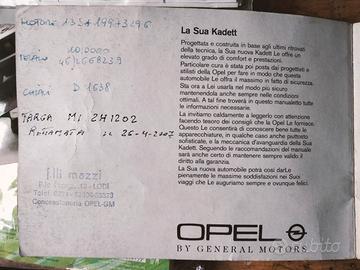 MOTORE 13S*
TELAIO
CHIAVI D 1638
TARGA MI 2H1202
il 26-4-2007
F.lli mazzi
LODI
Concessionaria OPEL-GM
La Sua Kadett
Progettata e costruita in base agli ultimi ritrovati
della tecnica, la Sua nuova Kadett Le offre un
elevato grado di comfort e prestazioni.
Particolare cura è stata poi posta dai progettisti
stilisti della Opel per fare in modo che questa
automobile Le offra il massimo in fatto di sicurezza.
Sta ora a Lei usarla nel modo più sicuro
mantenendola anche sempre nelle condizioni
ottimali. A tal fine troverà in questo manualetto tutte
le informazioni necessarie.
La invitiamo caldamente a leggerlo con attenzione
facendo tesoro dei consigli che la Opel Le fornisce.
Questo Le consentirà di conoscere bene tutte le
apparecchiature, in qualche caso anche piuttosto
sofisticate, e la meccanica d'avanguardia della Sua
Kadett. Seguendo le raccomandazioni del manuale
sarà anche certo di mantenere sempre valido il
diritto alla garanzia.
La Sua nuova automobile potrà così darLe
pienamente le massime soddisfazioni nei Suoi
viaggi che Le auguriamo sempre e ovunque felici.
OPEL
BY GENERAL MOTORS
subito